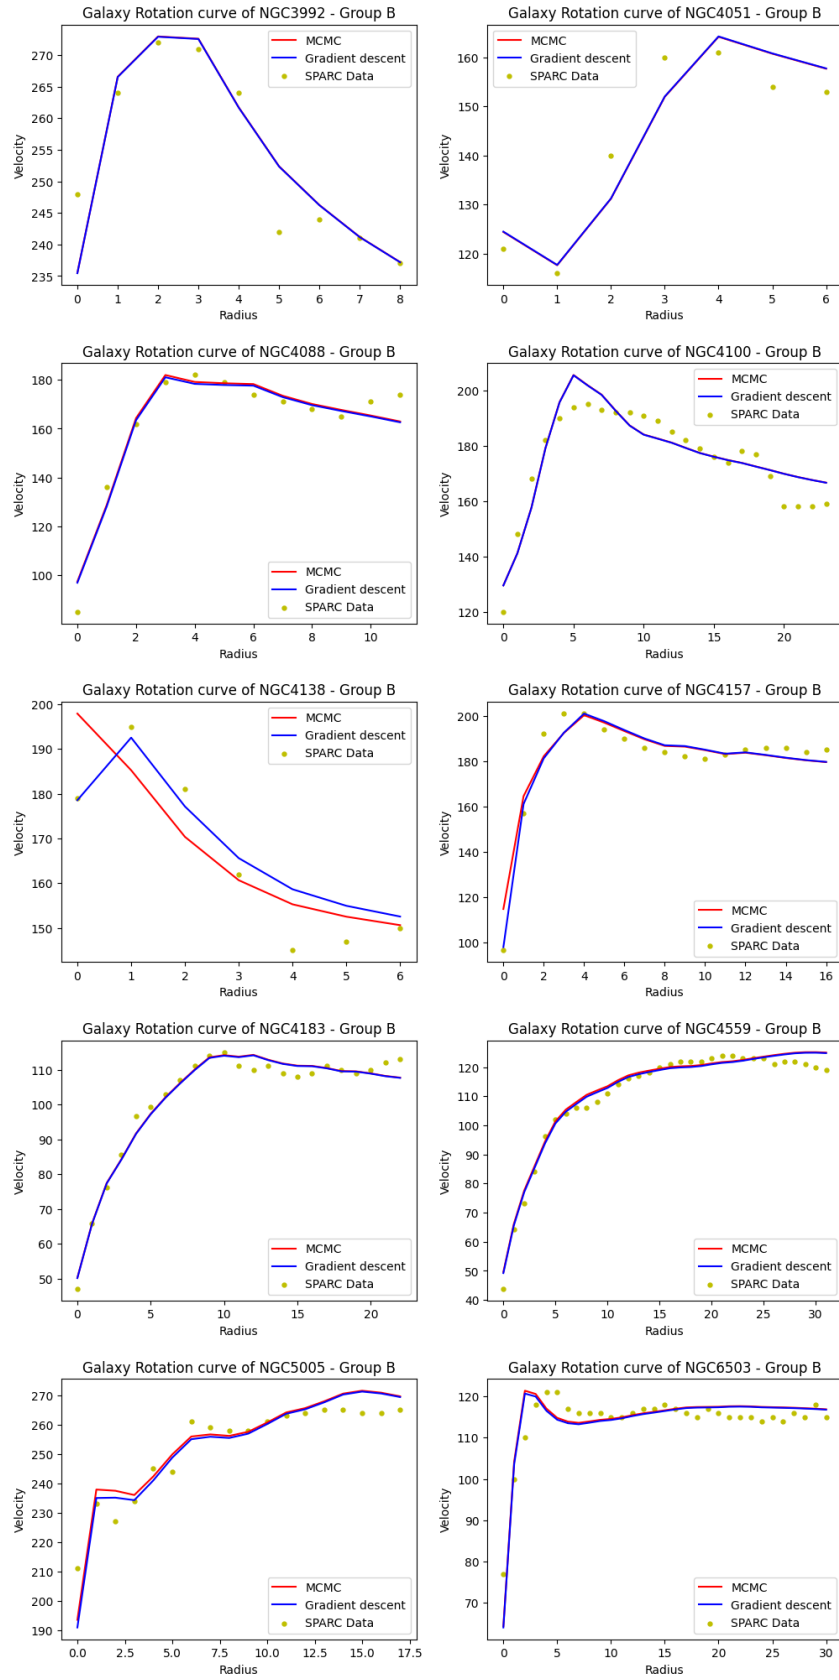 Galaxy Rotation curve of NGC3992 - Group B
Velocity
270
265
260
255
250
245
240
235
MCMC
Gradient descent
SPARC Data
0 1 2 3 4 5 6 7 8
Radius
Galaxy Rotation curve of NGC4051 - Group B
Velocity
160
150
140
130
120
MCMC
Gradient descent
SPARC Data
0 1 2 3 4 5 6
Radius
Galaxy Rotation curve of NGC4088 - Group B
Velocity
180
160
140
120
100
MCMC
Gradient descent
SPARC Data
0 2 4 6 8 10
Radius
Galaxy Rotation curve of NGC4100 - Group B
Velocity
200
180
160
140
120
MCMC
Gradient descent
SPARC Data
0 5 10 15 20
Radius
Galaxy Rotation curve of NGC4138 - Group B
Velocity
200
190
180
170
160
150
MCMC
Gradient descent
SPARC Data
0 1 2 3 4 5 6
Radius
Galaxy Rotation curve of NGC4157 - Group B
Velocity
200
180
160
140
120
100
MCMC
Gradient descent
SPARC Data
0 2 4 6 8 10 12 14 16
Radius
Galaxy Rotation curve of NGC4183 - Group B
Velocity
110
100
90
80
70
60
50
MCMC
Gradient descent
SPARC Data
0 5 10 15 20
Radius
Galaxy Rotation curve of NGC4559 - Group B
Velocity
120
110
100
90
80
70
60
50
40
MCMC
Gradient descent
SPARC Data
0 5 10 15 20 25 30
Radius
Galaxy Rotation curve of NGC5005 - Group B
Velocity
270
260
250
240
230
220
210
200
190
MCMC
Gradient descent
SPARC Data
0.0 2.5 5.0 7.5 10.0 12.5 15.0 17.5
Radius
Galaxy Rotation curve of NGC6503 - Group B
Velocity
120
110
100
90
80
70
MCMC
Gradient descent
SPARC Data
0 5 10 15 20 25 30
Radius